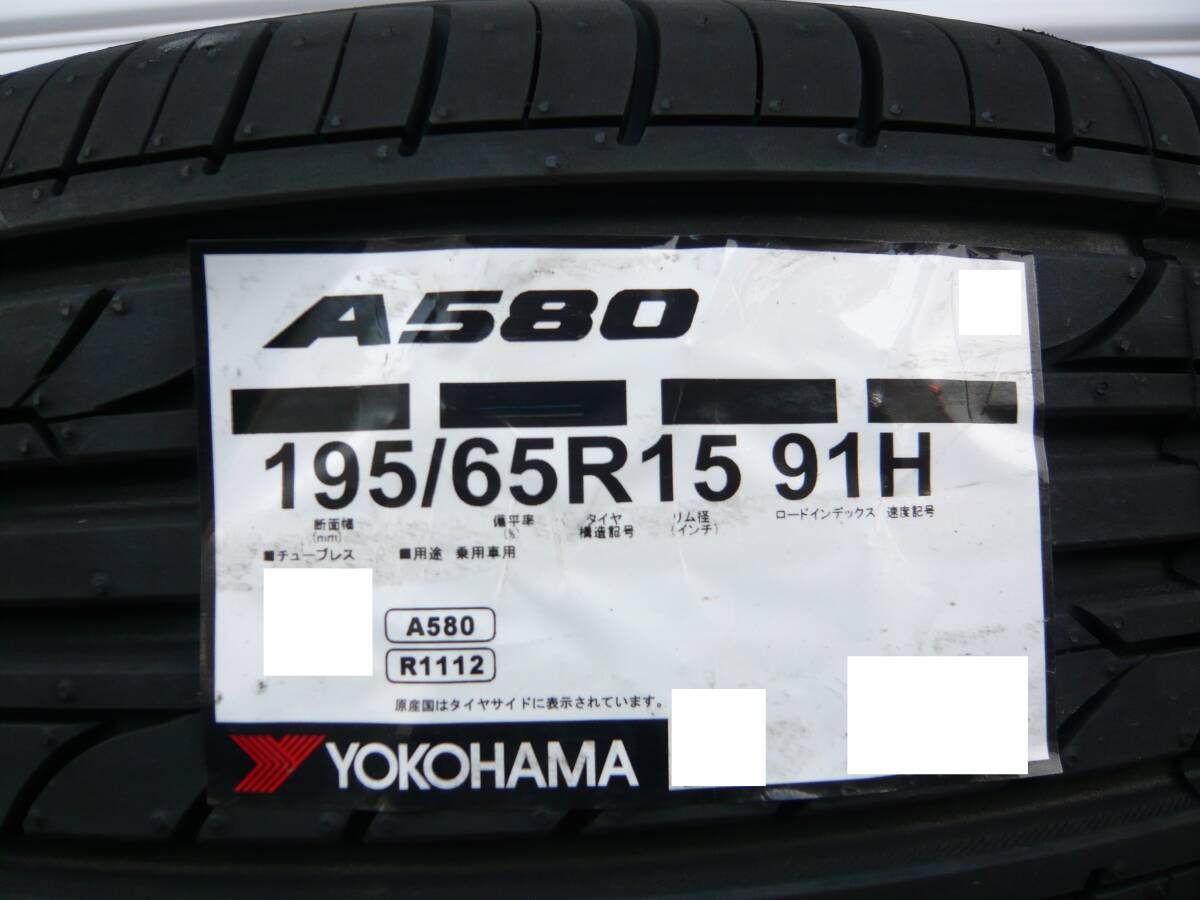 A580
195/65R15 91H
断面幅 偏平率 タイヤ リム径 ロードインデックス 速度記号
(mm) (%) 構造記号 (インチ)
■チューブレス ■用途 乗用車用
A580
R1112
原産国はタイヤサイドに表示されています。
YOKOHAMA